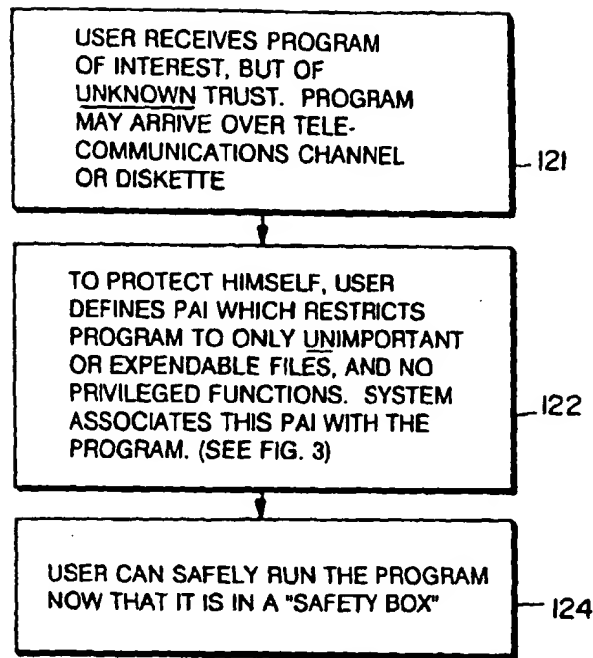 USER RECEIVES PROGRAM
OF INTEREST, BUT OF
UNKNOWN TRUST. PROGRAM
MAY ARRIVE OVER TELE-
COMMUNICATIONS CHANNEL
OR DISKETTE
121
TO PROTECT HIMSELF, USER
DEFINES PAI WHICH RESTRICTS
PROGRAM TO ONLY UNIMPORTANT
OR EXPENDABLE FILES, AND NO
PRIVILEGED FUNCTIONS. SYSTEM
ASSOCIATES THIS PAI WITH THE
PROGRAM. (SEE FIG. 3)
122
USER CAN SAFELY RUN THE PROGRAM
NOW THAT IT IS IN A "SAFETY BOX"
124